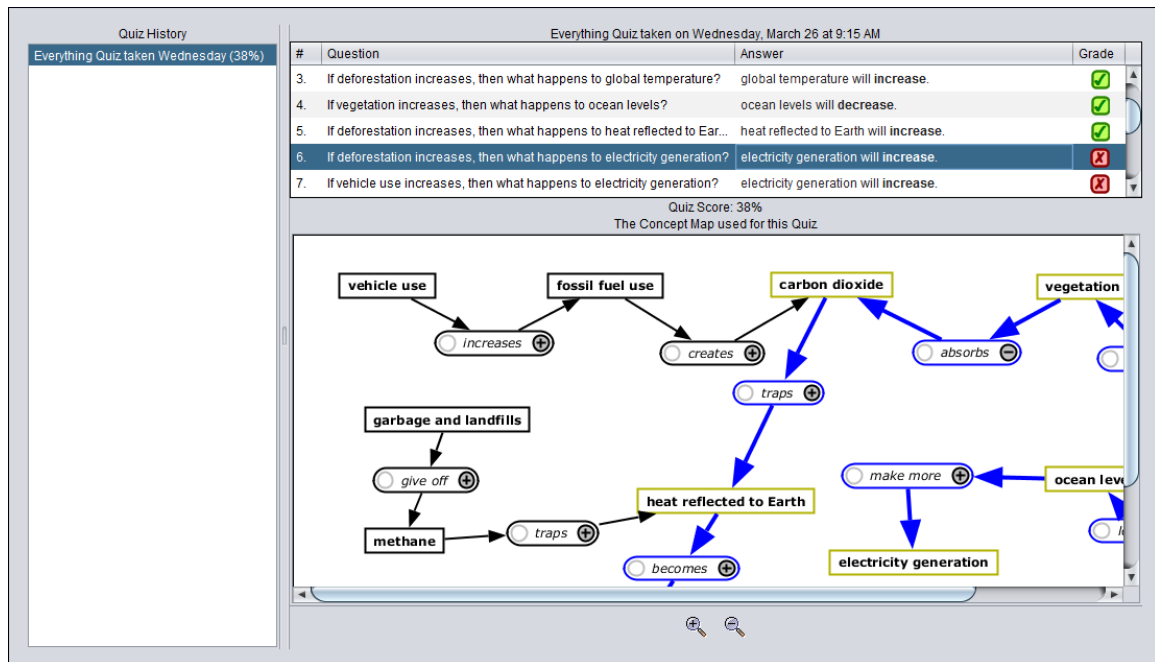 Quiz History
Everything Quiz taken Wednesday (38%)
Everything Quiz taken on Wednesday, March 26 at 9:15 AM
# Question Answer Grade
3. If deforestation increases, then what happens to global temperature? global temperature will increase.
4. If vegetation increases, then what happens to ocean levels? ocean levels will decrease.
5. If deforestation increases, then what happens to heat reflected to Ear... heat reflected to Earth will increase.
6. If deforestation increases, then what happens to electricity generation? electricity generation will increase.
7. If vehicle use increases, then what happens to electricity generation? electricity generation will increase.
Quiz Score: 38%
The Concept Map used for this Quiz
vehicle use
fossil fuel use
carbon dioxide
vegetation
increases
creates
absorbs
traps
garbage and landfills
give off
make more
ocean leve
heat reflected to Earth
methane
traps
becomes
electricity generation